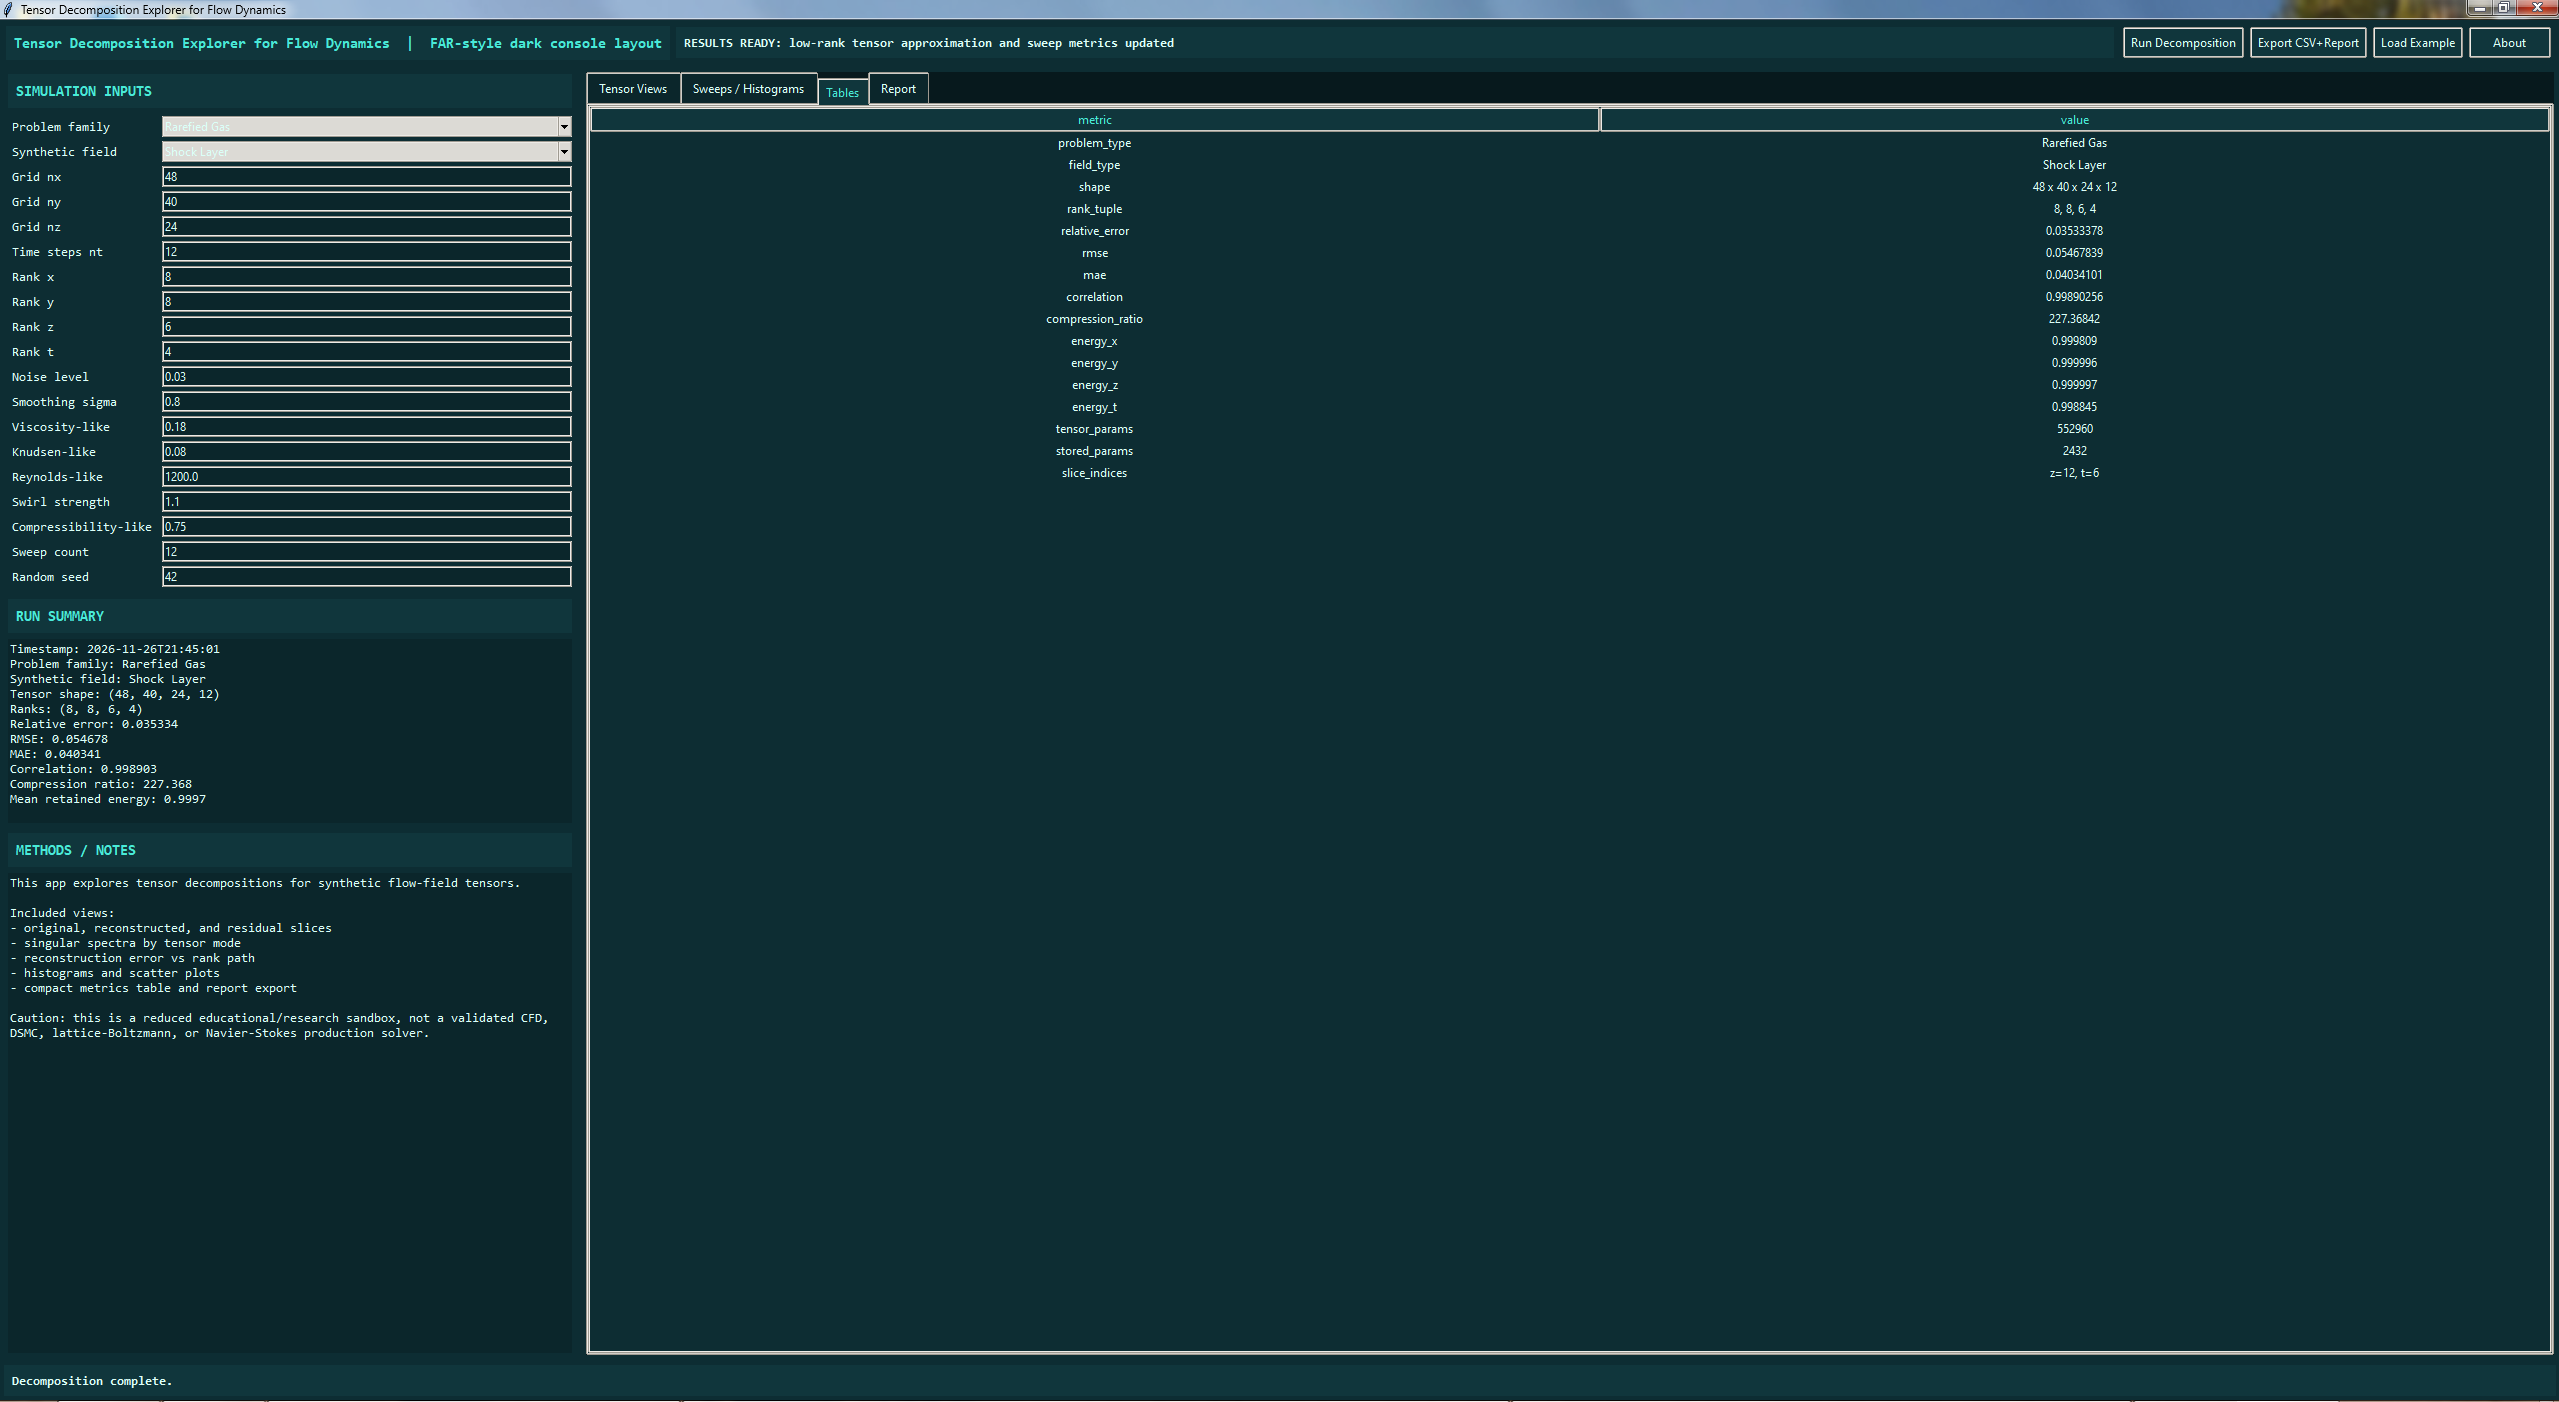 Tensor Decomposition Explorer for Flow Dynamics
Tensor Decomposition Explorer for Flow Dynamics | FAR-style dark console layout
RESULTS READY: low-rank tensor approximation and sweep metrics updated
Run Decomposition
Export CSV+Report
Load Example
About
SIMULATION INPUTS
Problem family Rarefied Gas
Synthetic field Shock Layer
Grid nx 48
Grid ny 40
Grid nz 24
Time steps nt 12
Rank x 8
Rank y 8
Rank z 6
Rank t 4
Noise level 0.03
Smoothing sigma 0.8
Viscosity-like 0.18
Knudsen-like 0.08
Reynolds-like 1200.0
Swirl strength 1.1
Compressibility-like 0.75
Sweep count 12
Random seed 42
RUN SUMMARY
Timestamp: 2026-11-26T21:45:01
Problem family: Rarefied Gas
Synthetic field: Shock Layer
Tensor shape: (48, 40, 24, 12)
Ranks: (8, 8, 6, 4)
Relative error: 0.035334
RMSE: 0.054678
MAE: 0.040341
Correlation: 0.998903
Compression ratio: 227.368
Mean retained energy: 0.9997
METHODS / NOTES
This app explores tensor decompositions for synthetic flow-field tensors.
Included views:
- original, reconstructed, and residual slices
- singular spectra by tensor mode
- reconstruction error vs rank path
- histograms and scatter plots
- compact metrics table and report export
Caution: this is a reduced educational/research sandbox, not a validated CFD,
DSMC, lattice-Boltzmann, or Navier-Stokes production solver.
Tensor Views
Sweeps / Histograms
Tables
Report
metric value
problem_type Rarefied Gas
field_type Shock Layer
shape 48 x 40 x 24 x 12
rank_tuple 8, 8, 6, 4
relative_error 0.03533378
rmse 0.05467839
mae 0.04034101
correlation 0.99890256
compression_ratio 227.36842
energy_x 0.999809
energy_y 0.999996
energy_z 0.999997
energy_t 0.998845
tensor_params 552960
stored_params 2432
slice_indices z=12, t=6
Decomposition complete.